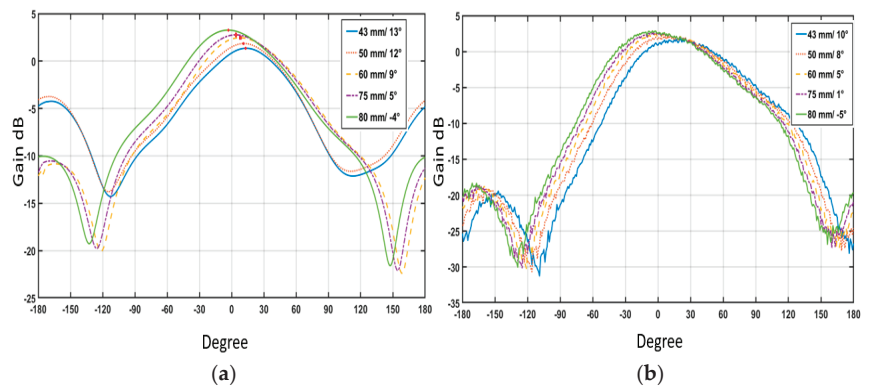 5
0
-5
-10
-15
-20
-25
Gain dB
-180 -150 -120 -90 -60 -30 0 30 60 90 120 150 180
Degree
43 mm/ 13°
50 mm/ 12°
60 mm/ 9°
75 mm/ 5°
80 mm/ -4°
(a)
5
0
-5
-10
-15
-20
-25
-30
-35
Gain dB
-180 -150 -120 -90 -60 -30 0 30 60 90 120 150 180
Degree
43 mm/ 10°
50 mm/ 8°
60 mm/ 5°
75 mm/ 1°
80 mm/ -5°
(b)